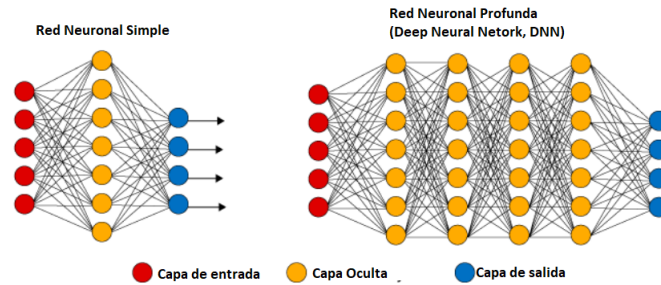 Red Neuronal Simple
Red Neuronal Profunda
(Deep Neural Netork, DNN)
Capa de entrada
Capa Oculta
Capa de salida